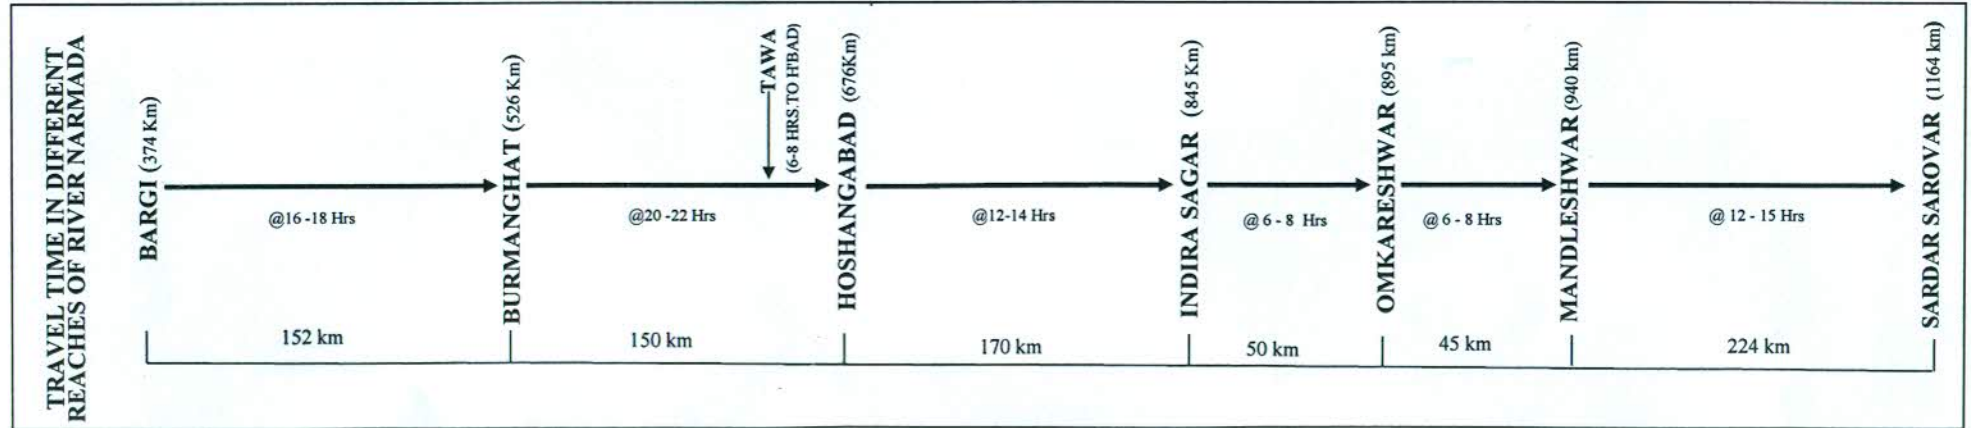 TRAVEL TIME IN DIFFERENT
REACHES OF RIVER NARMADA
BARGI (374 Km)
@16 -18 Hrs
BURMANGHAT (526 Km)
@20 -22 Hrs
TAWA
(6-8 HRS.TO H'BAD)
HOSHANGABAD (676Km)
@12-14 Hrs
INDIRA SAGAR (845 Km)
@ 6 - 8 Hrs
OMKARESHWAR (895 km)
@ 6 - 8 Hrs
MANDLESHWAR (940 km)
@ 12 - 15 Hrs
SARDAR SAROVAR (1164 km)
152 km
150 km
170 km
50 km
45 km
224 km